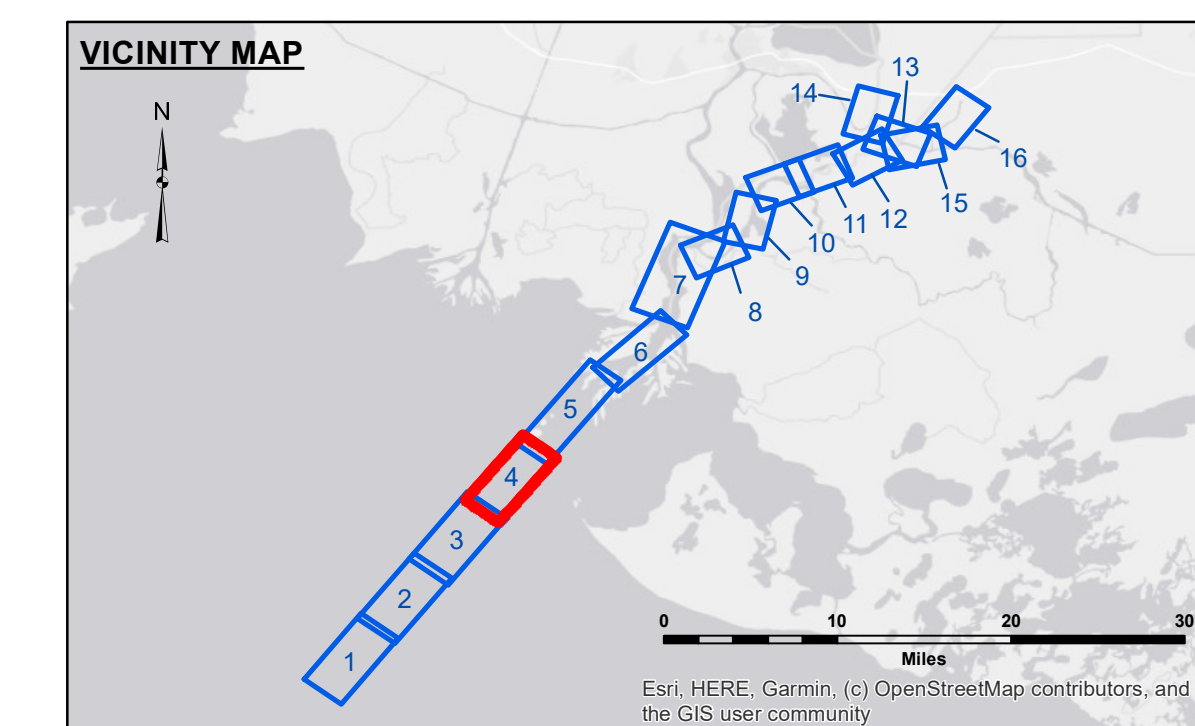 VICINITY MAP
N
13
14
16
15
12
11
10
9
8
7
6
5
4
3
2
1
0 10 20 30
Miles
Esri, HERE, Garmin, (c) OpenStreetMap contributors, and
the GIS user community